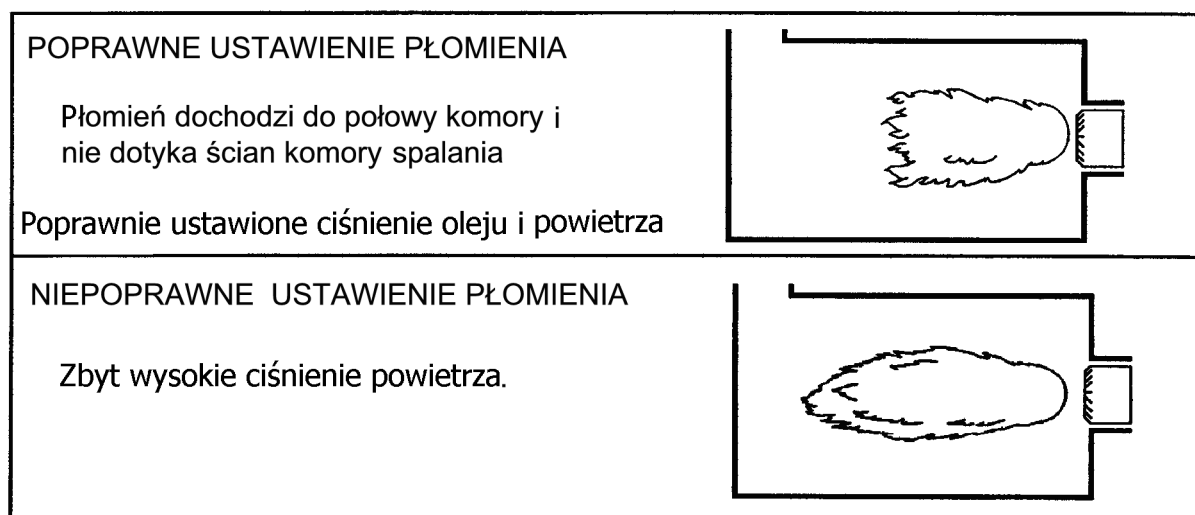 POPRAWNE USTAWIENIE PŁOMIENIA
Płomień dochodzi do połowy komory i
nie dotyka ścian komory spalania
Poprawnie ustawione ciśnienie oleju i powietrza
NIEPOPRAWNE USTAWIENIE PŁOMIENIA
Zbyt wysokie ciśnienie powietrza.